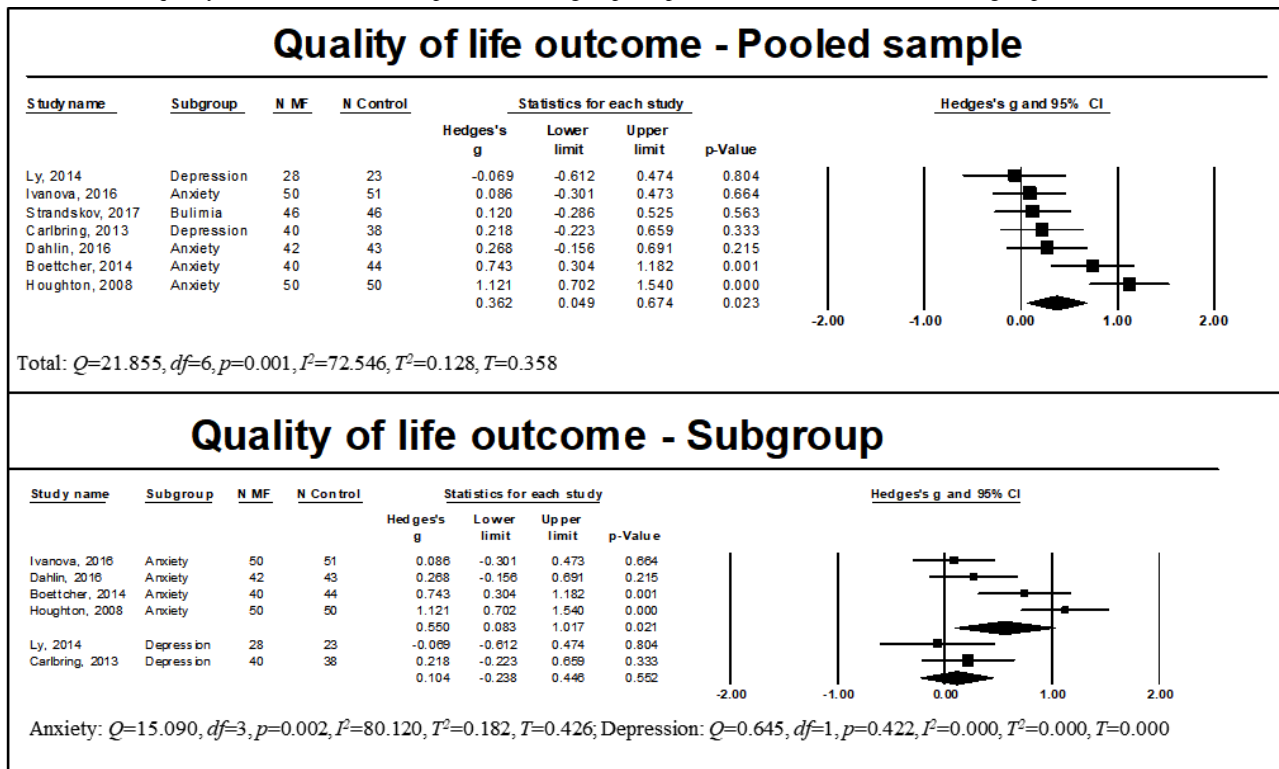 Quality of life outcome - Pooled sample
Study name Subgroup N MF N Control Statistics for each study Hedges's g and 95% CI
Hedges's g Lower limit Upper limit p-Value
Ly, 2014 Depression 28 23 -0.069 -0.612 0.474 0.804
Ivanova, 2016 Anxiety 50 51 0.086 -0.301 0.473 0.664
Strandskov, 2017 Bulimia 46 46 0.120 -0.286 0.525 0.563
Carlbring, 2013 Depression 40 38 0.218 -0.223 0.659 0.333
Dahlin, 2016 Anxiety 42 43 0.268 -0.156 0.691 0.215
Boettcher, 2014 Anxiety 40 44 0.743 0.304 1.182 0.001
Houghton, 2008 Anxiety 50 50 1.121 0.702 1.540 0.000
0.362 0.049 0.674 0.023
-2.00 -1.00 0.00 1.00 2.00
Total: Q=21.855, df=6, p=0.001, I²=72.546, T²=0.128, T=0.358
Quality of life outcome - Subgroup
Study name Subgroup N MF N Control Statistics for each study Hedges's g and 95% CI
Hedges's g Lower limit Upper limit p-Value
Ivanova, 2016 Anxiety 50 51 0.086 -0.301 0.473 0.664
Dahlin, 2016 Anxiety 42 43 0.268 -0.156 0.691 0.215
Boettcher, 2014 Anxiety 40 44 0.743 0.304 1.182 0.001
Houghton, 2008 Anxiety 50 50 1.121 0.702 1.540 0.000
0.550 0.083 1.017 0.021
Ly, 2014 Depression 28 23 -0.069 -0.612 0.474 0.804
Carlbring, 2013 Depression 40 38 0.218 -0.223 0.659 0.333
0.104 -0.238 0.446 0.552
-2.00 -1.00 0.00 1.00 2.00
Anxiety: Q=15.090, df=3, p=0.002, I²=80.120, T²=0.182, T=0.426; Depression: Q=0.645, df=1, p=0.422, I²=0.000, T²=0.000, T=0.000